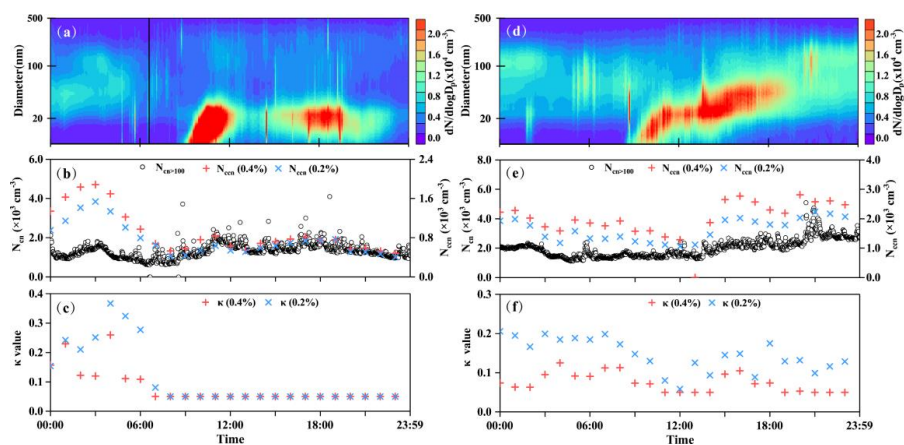 (a)
500
100
20
Diameter(nm)
2.0
1.6
1.2
0.8
0.4
0.0
dN/dlogDp(x10⁴ cm⁻³)
(d)
500
100
20
Diameter(nm)
2.0
1.6
1.2
0.8
0.4
0.0
dN/dlogDp(x10⁴ cm⁻³)
(b)
Ncn>100 Nccn (0.4%) Nccn (0.2%)
6.0
4.0
2.0
0.0
Ncn (×10³ cm⁻³)
2.4
1.6
0.8
0.0
Nccn (×10³ cm⁻³)
(e)
Ncn>100 Nccn (0.4%) Nccn (0.2%)
8.0
6.0
4.0
2.0
0.0
Ncn (×10³ cm⁻³)
4.0
3.0
2.0
1.0
0.0
Nccn (×10³ cm⁻³)
(c)
κ (0.4%) κ (0.2%)
0.4
0.3
0.2
0.1
0.0
κ value
00:00 06:00 12:00 18:00 23:59
Time
(f)
κ (0.4%) κ (0.2%)
0.3
0.2
0.1
0.0
κ value
00:00 06:00 12:00 18:00 23:59
Time